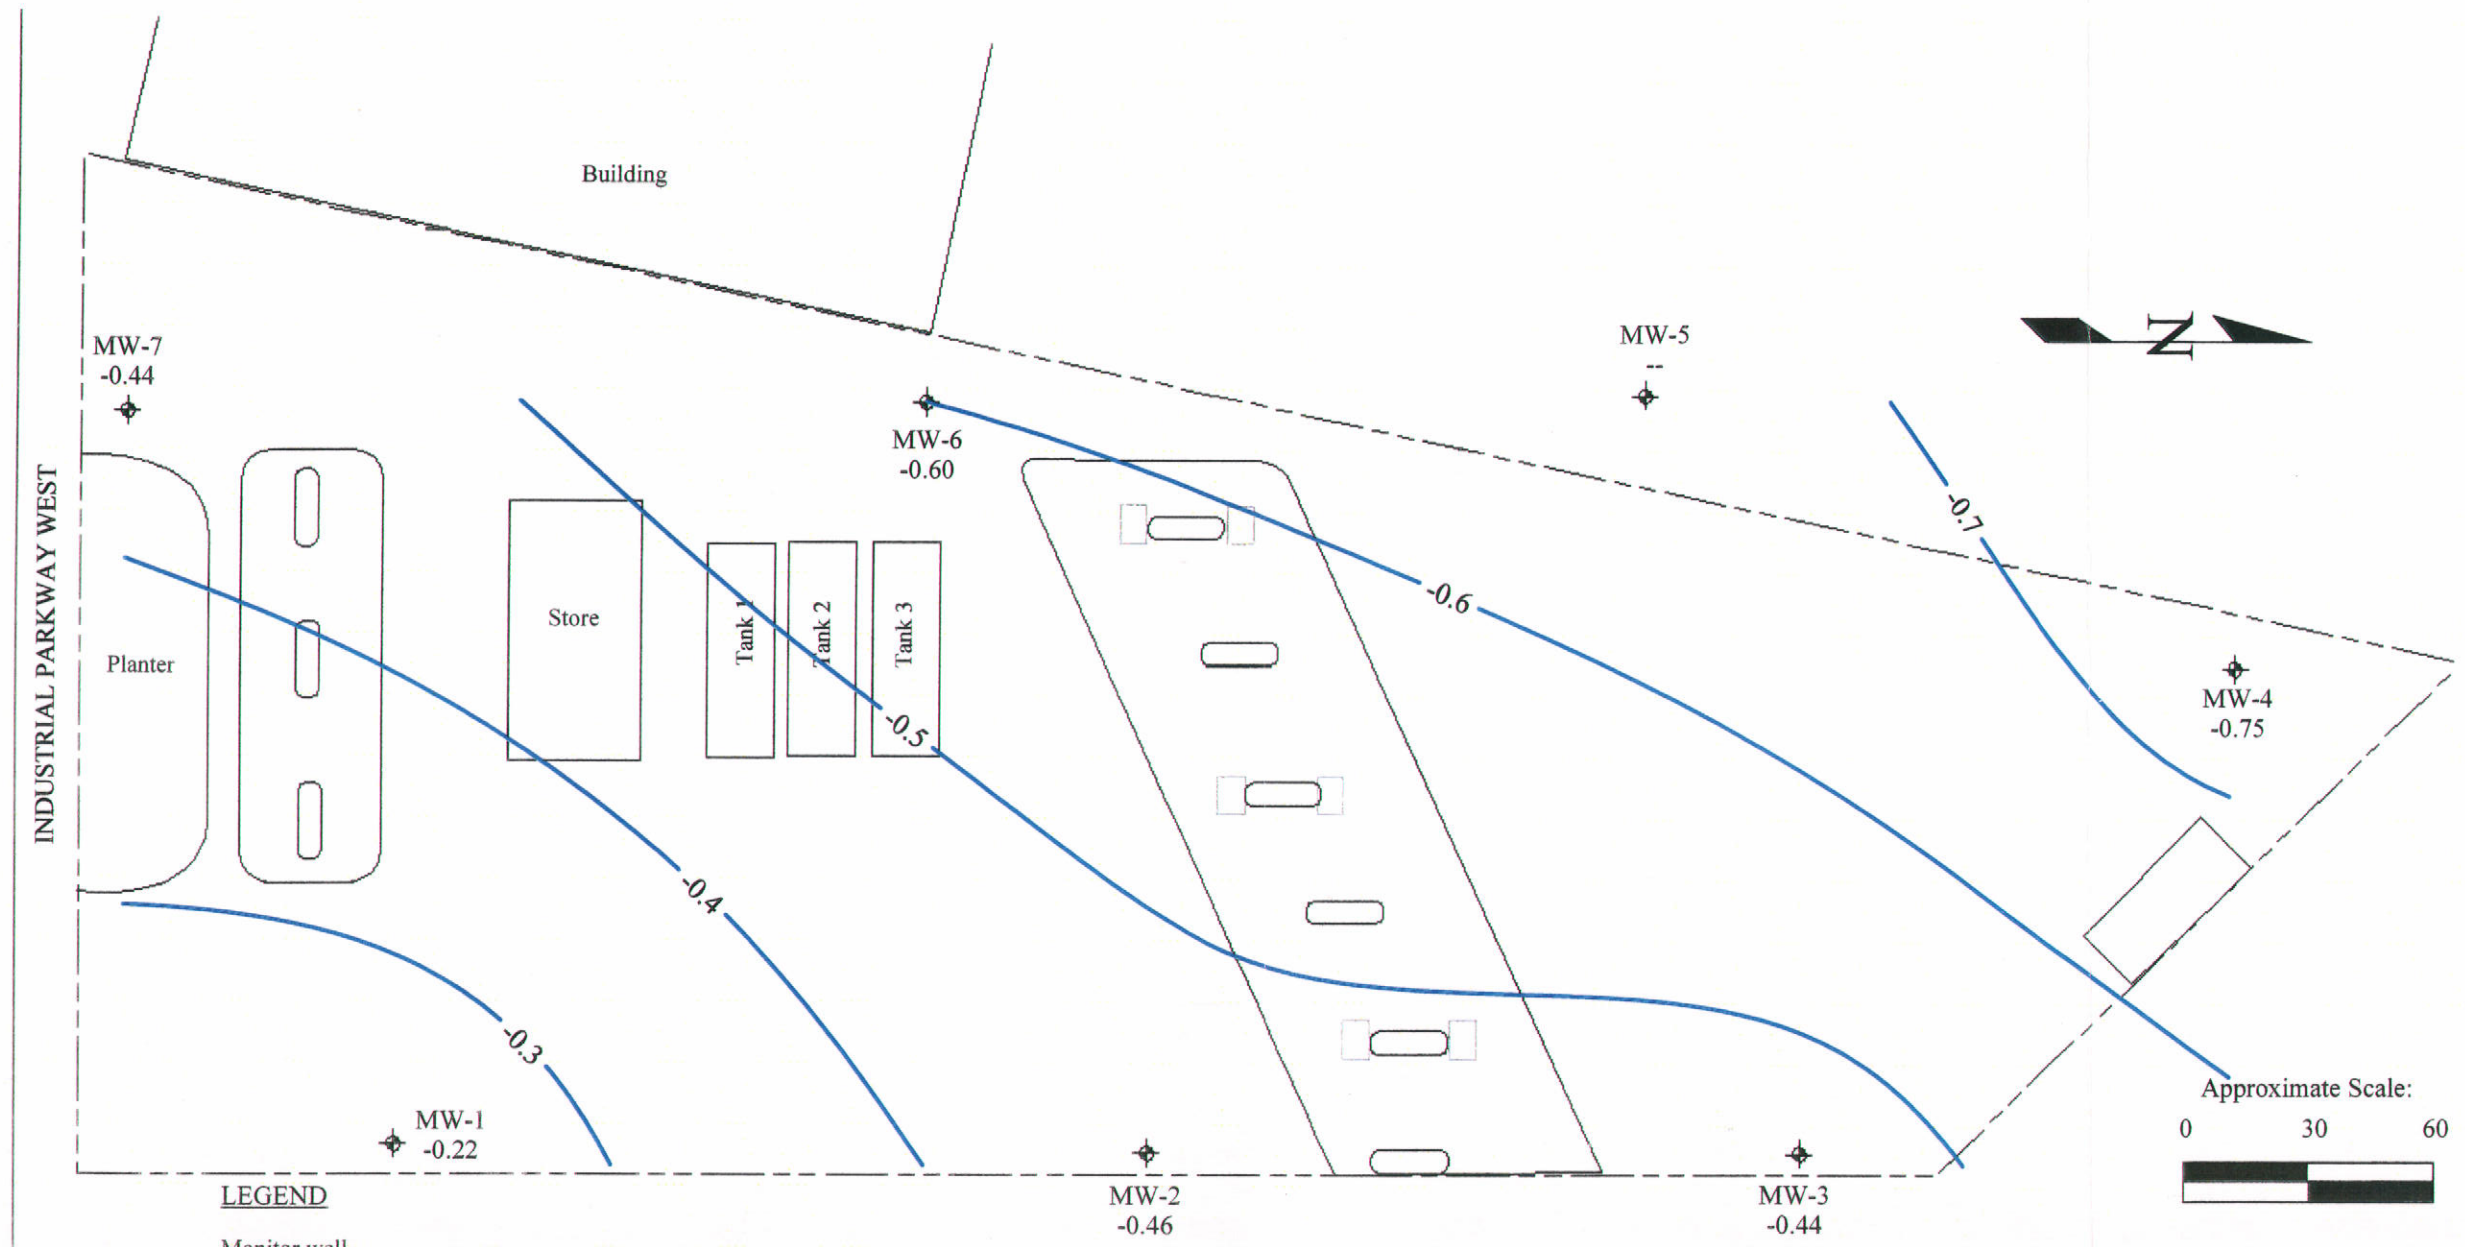 Building
MW-7
-0.44
MW-5
--
N
MW-6
-0.60
-0.7
INDUSTRIAL PARKWAY WEST
Planter
Store
Tank 1
Tank 2
Tank 3
-0.6
-0.5
MW-4
-0.75
-0.4
-0.3
MW-1
-0.22
Approximate Scale:
0 30 60
LEGEND
MW-2
-0.46
MW-3
-0.44
Monitor well